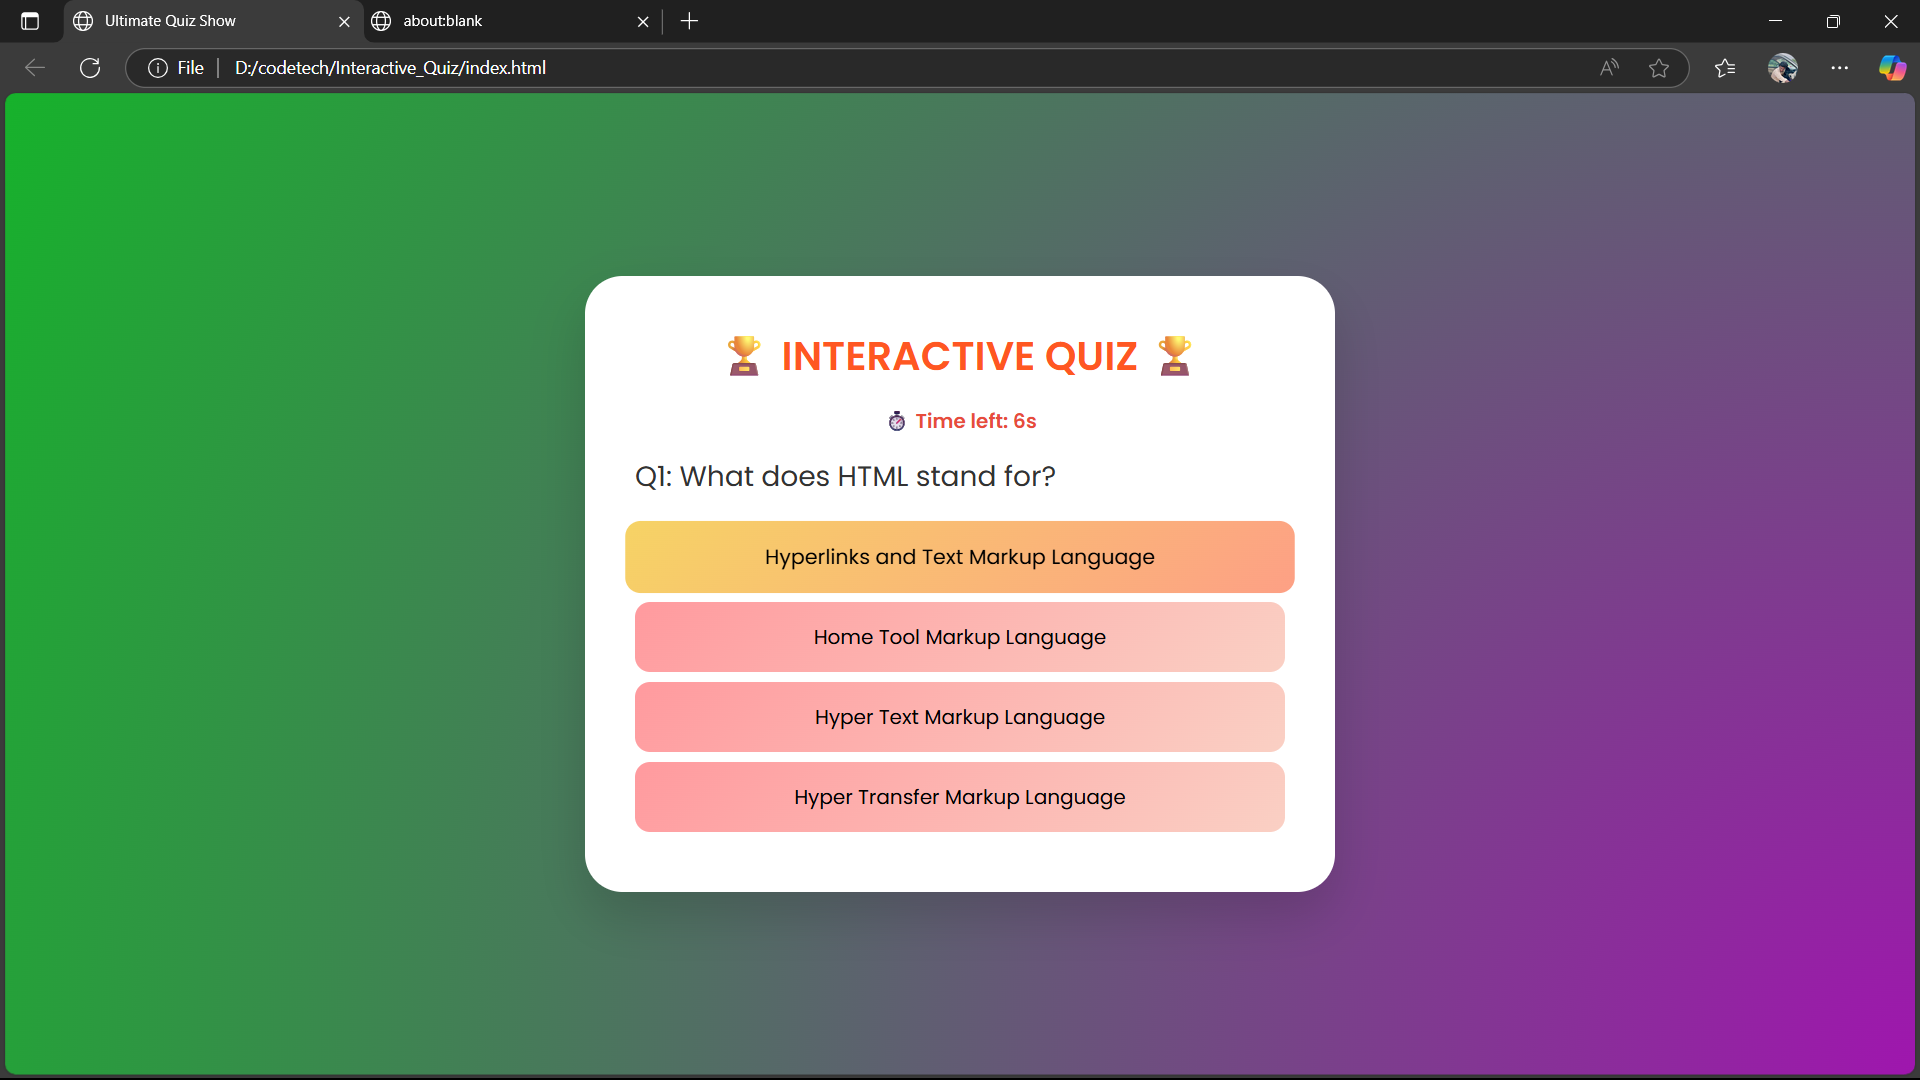 Ultimate Quiz Show
about:blank
File
D:/codetech/Interactive_Quiz/index.html
🏆 INTERACTIVE QUIZ 🏆
⏱ Time left: 6s
Q1: What does HTML stand for?
Hyperlinks and Text Markup Language
Home Tool Markup Language
Hyper Text Markup Language
Hyper Transfer Markup Language